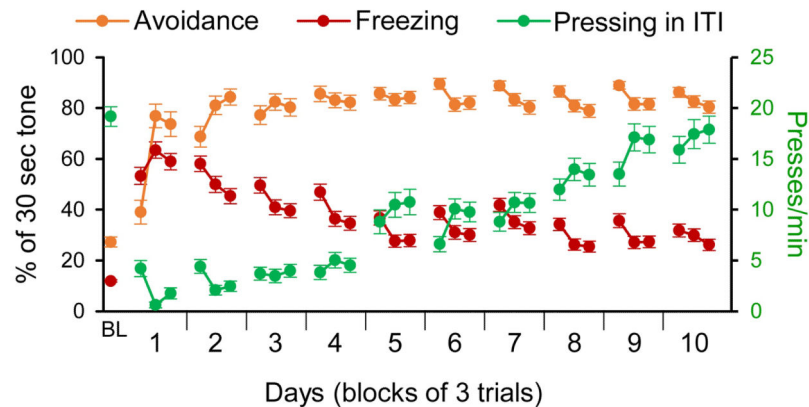 Avoidance Freezing Pressing in ITI
100
80
60
40
20
0
% of 30 sec tone
25
20
15
10
5
0
Presses/min
BL 1 2 3 4 5 6 7 8 9 10
Days (blocks of 3 trials)